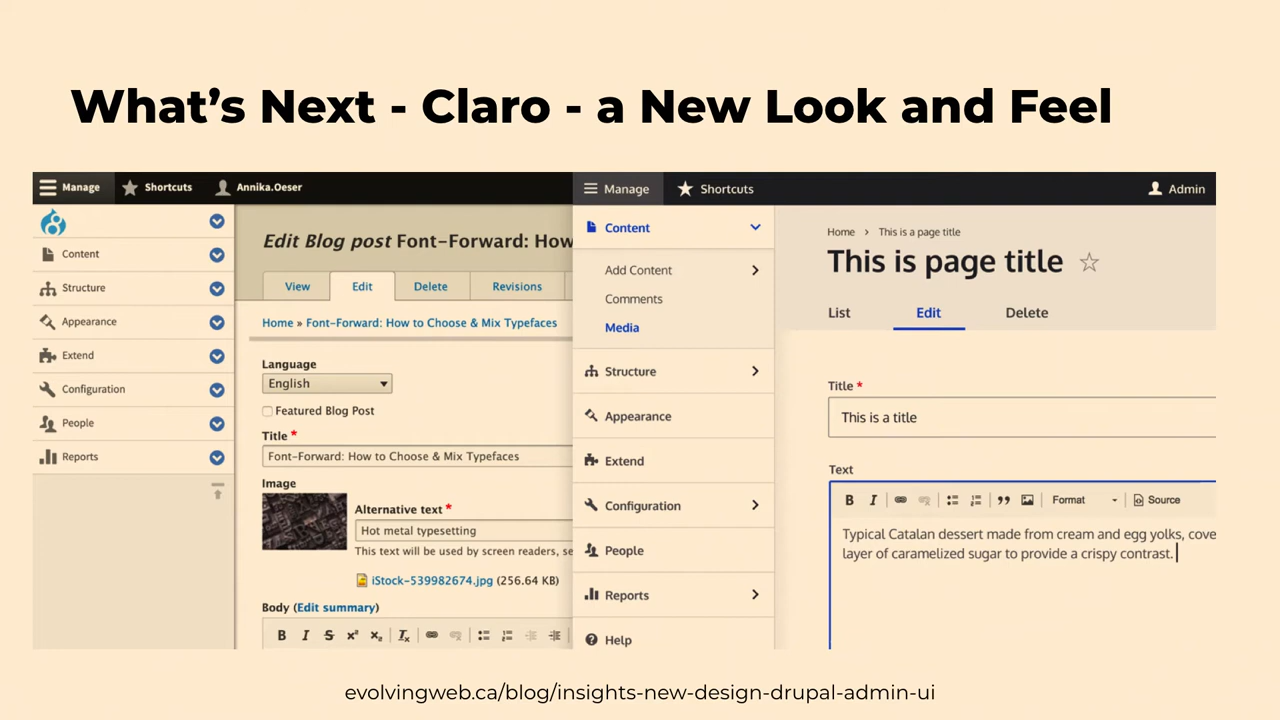 What’s Next - Claro - a New Look and Feel
Manage
Shortcuts
Annika.Oeser
Content
Structure
Appearance
Extend
Configuration
People
Reports
Edit Blog post Font-Forward: How
View
Edit
Delete
Revisions
Home » Font-Forward: How to Choose & Mix Typefaces
Language
English
Featured Blog Post
Title *
Font-Forward: How to Choose & Mix Typefaces
Image
Alternative text *
Hot metal typesetting
This text will be used by screen readers, se
iStock-539982674.jpg (256.64 KB)
Body (Edit summary)
B I S x² x₂ Tx
Manage
Shortcuts
Admin
Content
Add Content
Comments
Media
Structure
Appearance
Extend
Configuration
People
Reports
Help
Home › This is a page title
This is page title
List
Edit
Delete
Title *
This is a title
Text
B I Format Source
Typical Catalan dessert made from cream and egg yolks, cove
layer of caramelized sugar to provide a crispy contrast.
evolvingweb.ca/blog/insights-new-design-drupal-admin-ui